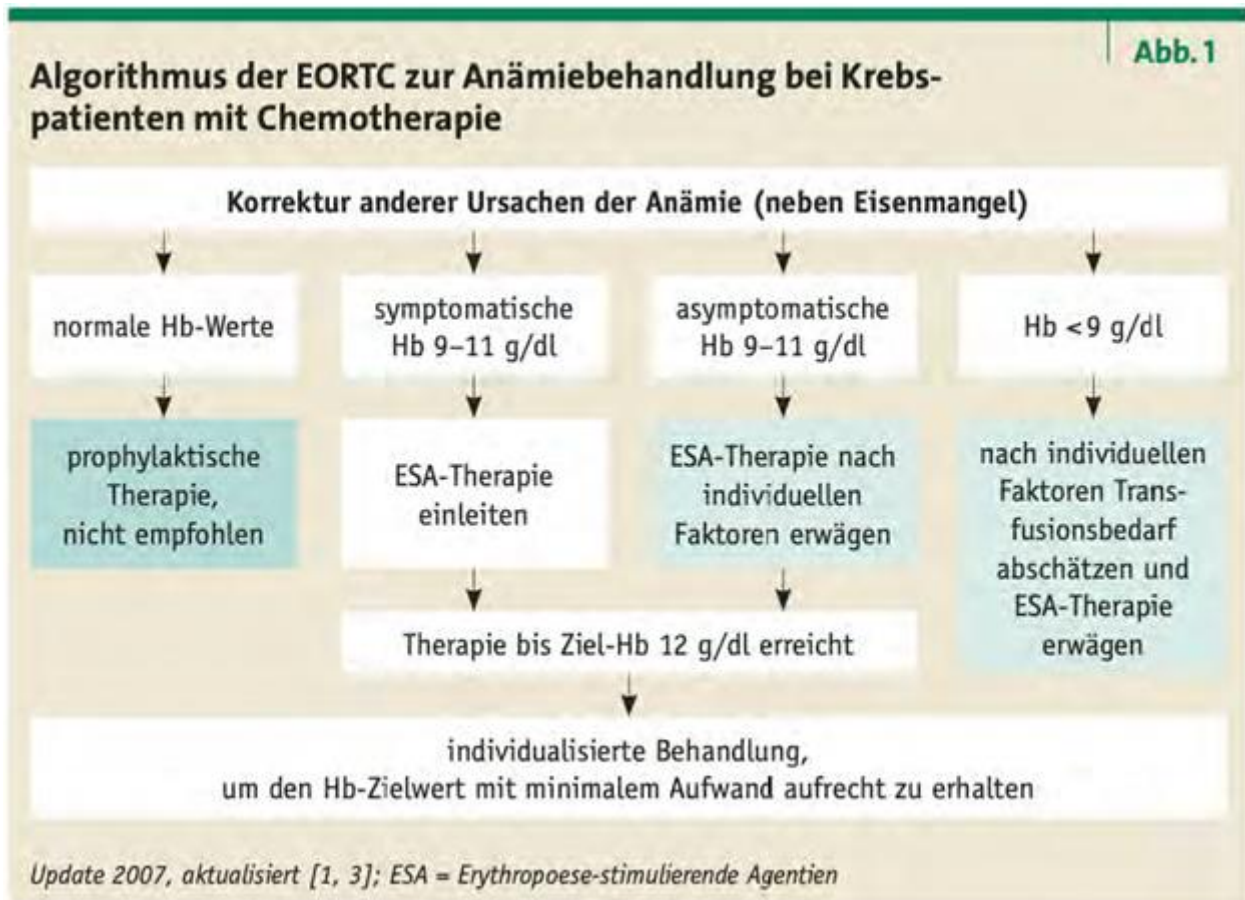 Abb. 1
Algorithmus der EORTC zur Anämiebehandlung bei Krebs-
patienten mit Chemotherapie
Korrektur anderer Ursachen der Anämie (neben Eisenmangel)
normale Hb-Werte
symptomatische
Hb 9–11 g/dl
asymptomatische
Hb 9–11 g/dl
Hb <9 g/dl
prophylaktische
Therapie,
nicht empfohlen
ESA-Therapie
einleiten
ESA-Therapie nach
individuellen
Faktoren erwägen
nach individuellen
Faktoren Trans-
fusionsbedarf
abschätzen und
ESA-Therapie
erwägen
Therapie bis Ziel-Hb 12 g/dl erreicht
individualisierte Behandlung,
um den Hb-Zielwert mit minimalem Aufwand aufrecht zu erhalten
Update 2007, aktualisiert [1, 3]; ESA = Erythropoese-stimulierende Agentien